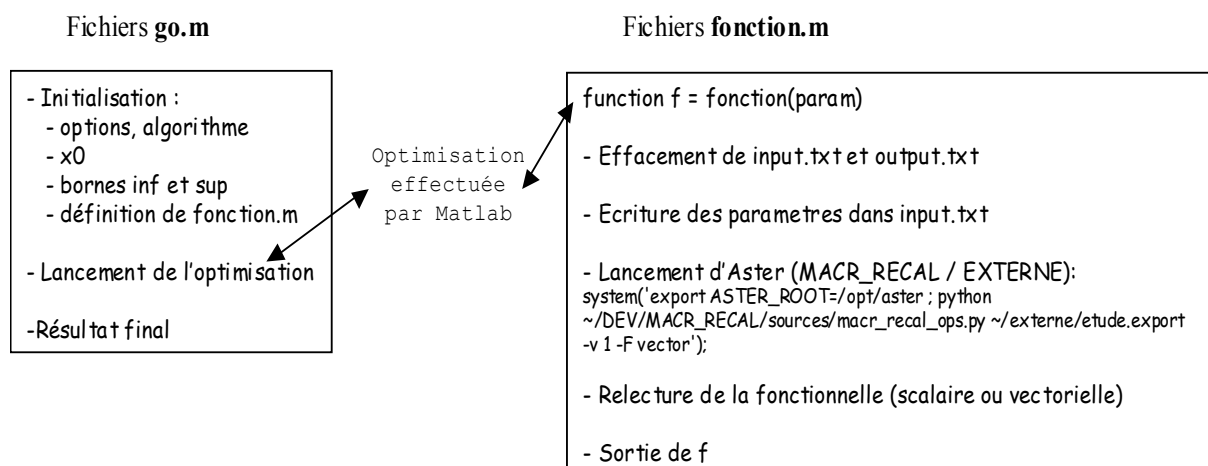 Fichiers go.m
- Initialisation :
- options, algorithme
- x0
- bornes inf et sup
- définition de fonction.m
- Lancement de l'optimisation
-Résultat final
Optimisation
effectuée
par Matlab
Fichiers fonction.m
function f = fonction(param)
- Effacement de input.txt et output.txt
- Ecriture des parametres dans input.txt
- Lancement d'Aster (MACR_RECAL / EXTERNE):
system('export ASTER_ROOT=/opt/aster ; python
~/DEV/MACR_RECAL/sources/macr_recal_ops.py ~/externe/etude.export
-v 1 -F vector');
- Relecture de la fonctionnelle (scalaire ou vectorielle)
- Sortie de f